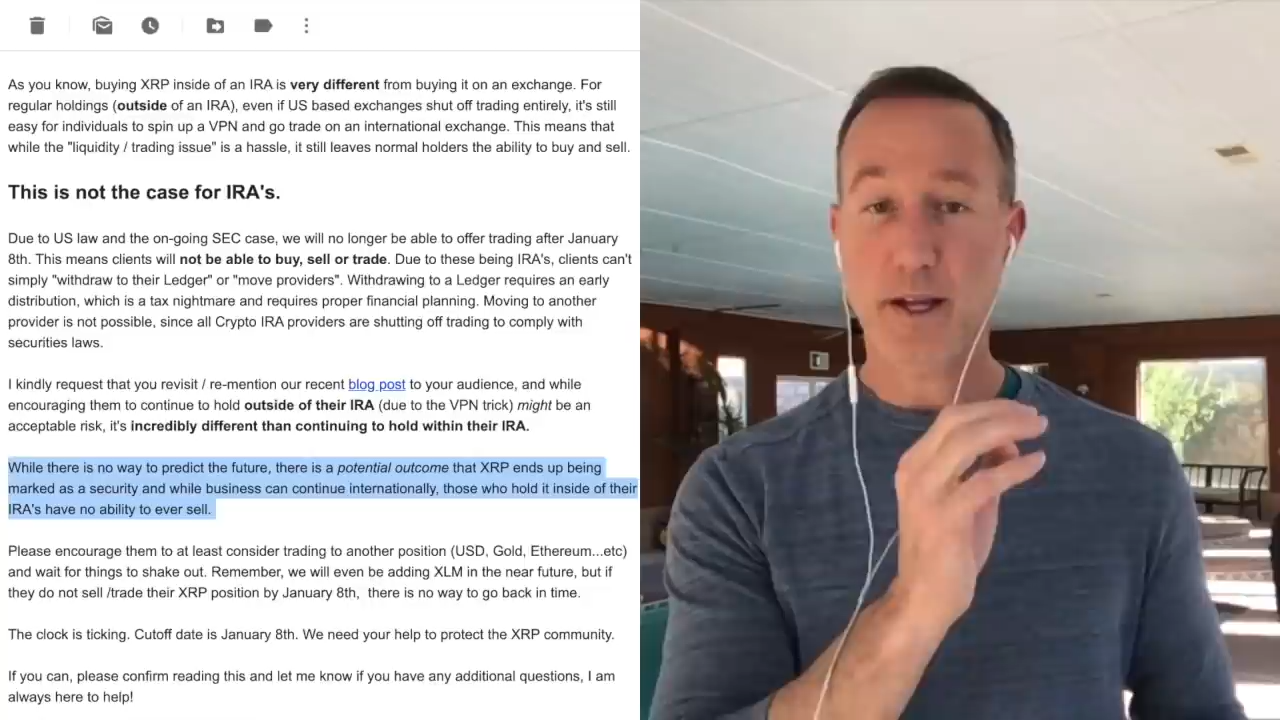 As you know, buying XRP inside of an IRA is very different from buying it on an exchange. For
regular holdings (outside of an IRA), even if US based exchanges shut off trading entirely, it's still
easy for individuals to spin up a VPN and go trade on an international exchange. This means that
while the "liquidity / trading issue" is a hassle, it still leaves normal holders the ability to buy and sell.
This is not the case for IRA's.
Due to US law and the on-going SEC case, we will no longer be able to offer trading after January
8th. This means clients will not be able to buy, sell or trade. Due to these being IRA's, clients can't
simply "withdraw to their Ledger" or "move providers". Withdrawing to a Ledger requires an early
distribution, which is a tax nightmare and requires proper financial planning. Moving to another
provider is not possible, since all Crypto IRA providers are shutting off trading to comply with
securities laws.
I kindly request that you revisit / re-mention our recent blog post to your audience, and while
encouraging them to continue to hold outside of their IRA (due to the VPN trick) might be an
acceptable risk, it's incredibly different than continuing to hold within their IRA.
While there is no way to predict the future, there is a potential outcome that XRP ends up being
marked as a security and while business can continue internationally, those who hold it inside of their
IRA's have no ability to ever sell.
Please encourage them to at least consider trading to another position (USD, Gold, Ethereum...etc)
and wait for things to shake out. Remember, we will even be adding XLM in the near future, but if
they do not sell /trade their XRP position by January 8th,  there is no way to go back in time.
The clock is ticking. Cutoff date is January 8th. We need your help to protect the XRP community.
If you can, please confirm reading this and let me know if you have any additional questions, I am
always here to help!